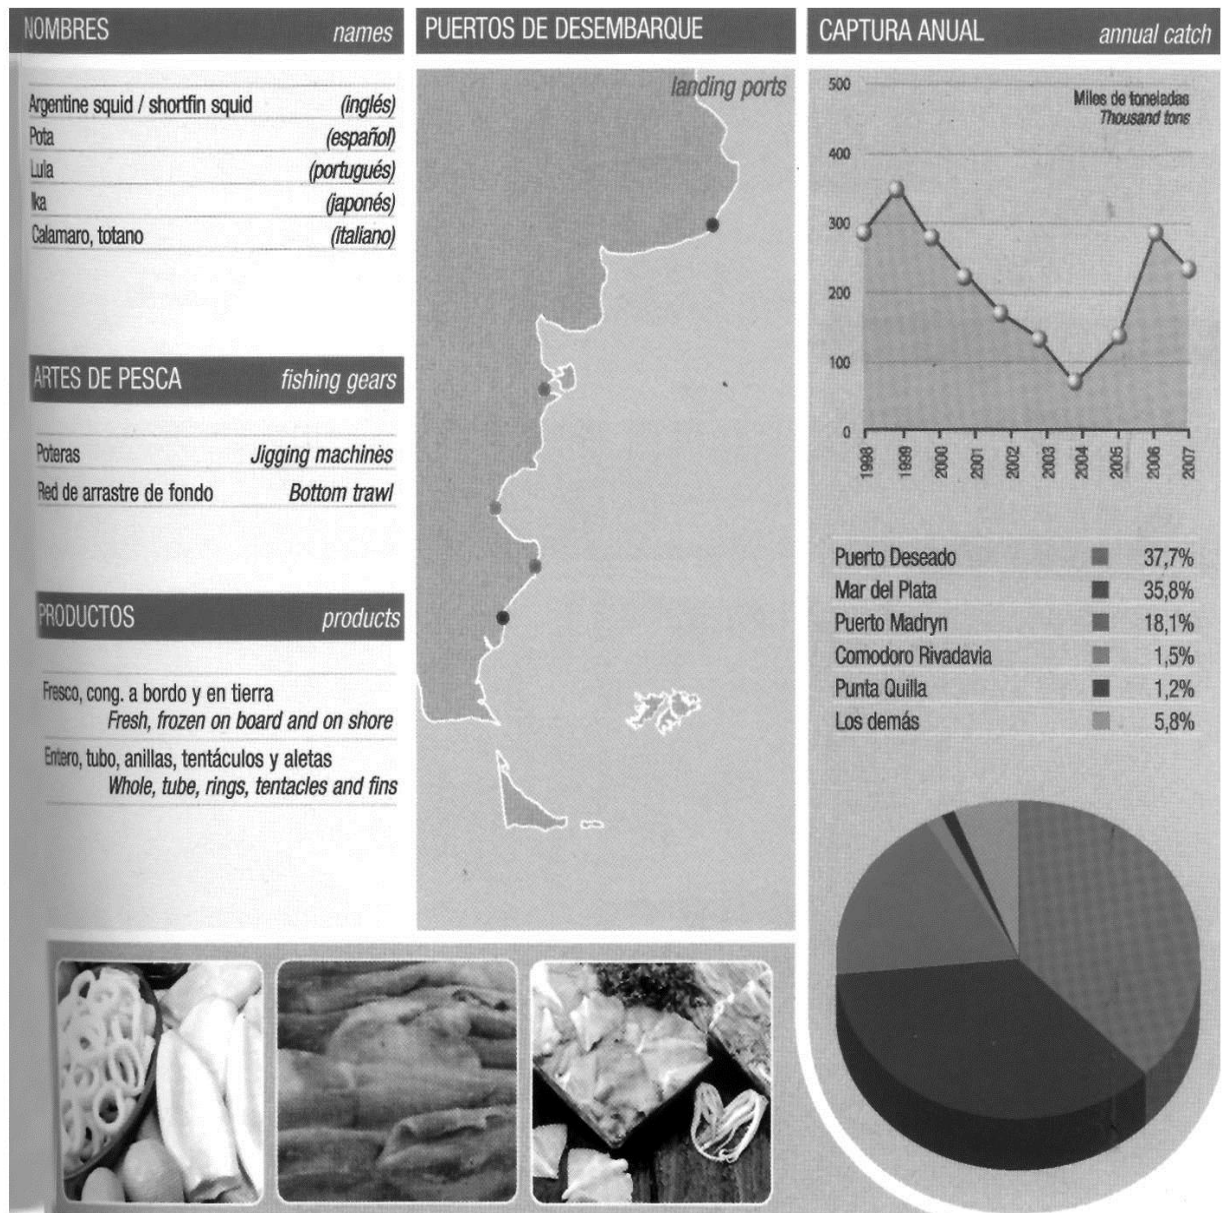 NOMBRES names
Argentine squid / shortfin squid (inglés)
Pota (español)
Lula (portugués)
Ika (japonés)
Calamaro, totano (italiano)
ARTES DE PESCA fishing gears
Poteras Jigging machines
Red de arrastre de fondo Bottom trawl
PRODUCTOS products
Fresco, cong. a bordo y en tierra
Fresh, frozen on board and on shore
Entero, tubo, anillas, tentáculos y aletas
Whole, tube, rings, tentacles and fins
PUERTOS DE DESEMBARQUE
landing ports
CAPTURA ANUAL annual catch
Miles de toneladas
Thousand tons
500
400
300
200
100
0
1998 1999 2000 2001 2002 2003 2004 2005 2006 2007
Puerto Deseado 37,7%
Mar del Plata 35,8%
Puerto Madryn 18,1%
Comodoro Rivadavia 1,5%
Punta Quilla 1,2%
Los demás 5,8%